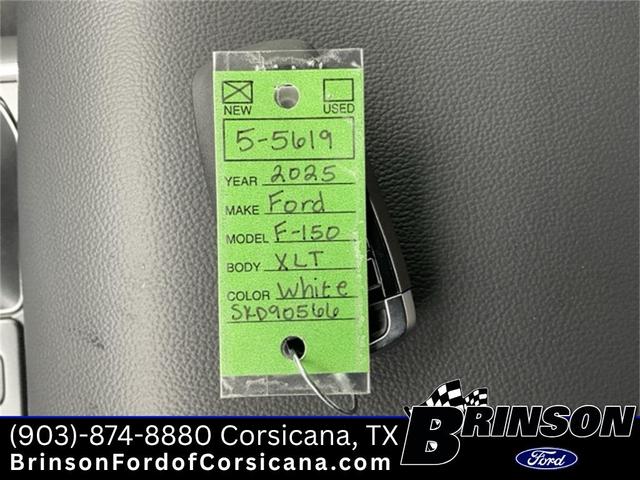 NEW USED
5-5619
YEAR 2025
MAKE Ford
MODEL F-150
BODY XLT
COLOR White
SKD90566
(903)-874-8880 Corsicana, TX
BrinsonFordofCorsicana.com
BRINSON
Ford